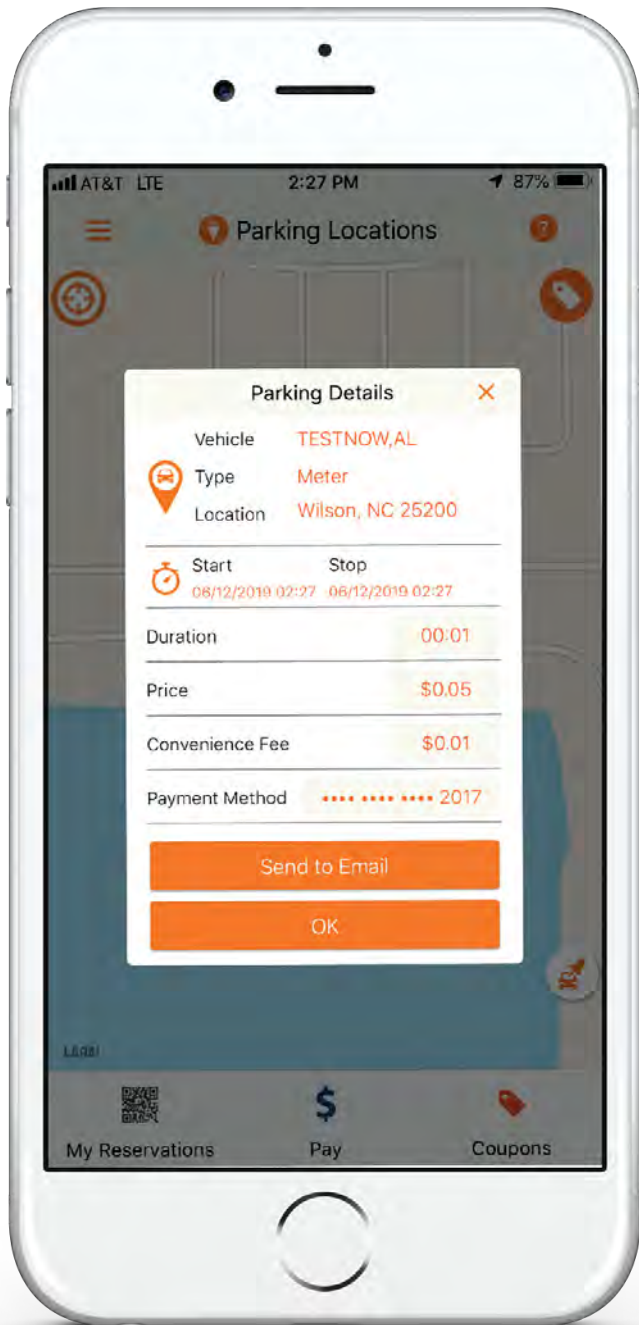 AT&T LTE 2:27 PM 87%
Parking Locations ?
Parking Details ×
Vehicle TESTNOW,AL
Type Meter
Location Wilson, NC 25200
Start Stop
06/12/2019 02:27 06/12/2019 02:27
Duration 00:01
Price $0.05
Convenience Fee $0.01
Payment Method •••• •••• •••• 2017
Send to Email
OK
Legal
$
My Reservations Pay Coupons